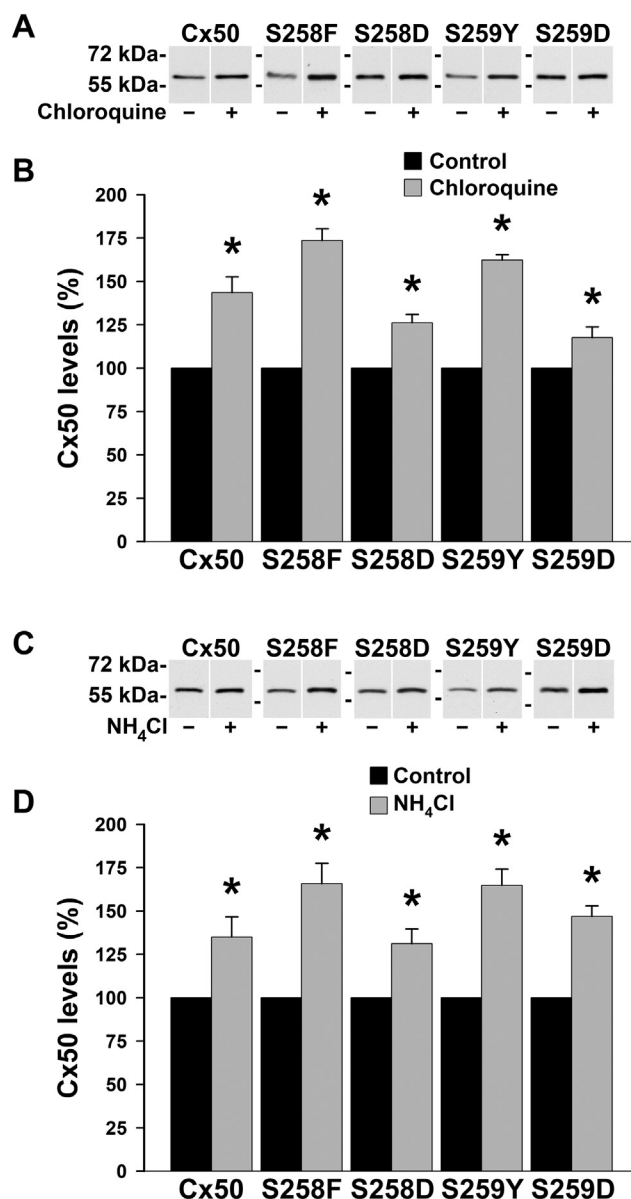 A
Cx50 S258F S258D S259Y S259D
72 kDa-
55 kDa-
Chloroquine - + - + - + - + - +
B
Control
Chloroquine
Cx50 levels (%)
200
175
150
125
100
75
50
25
0
* * * * *
Cx50 S258F S258D S259Y S259D
C
Cx50 S258F S258D S259Y S259D
72 kDa-
55 kDa-
NH₄Cl - + - + - + - + - +
D
Control
NH₄Cl
Cx50 levels (%)
200
175
150
125
100
75
50
25
0
* * * * *
Cx50 S258F S258D S259Y S259D